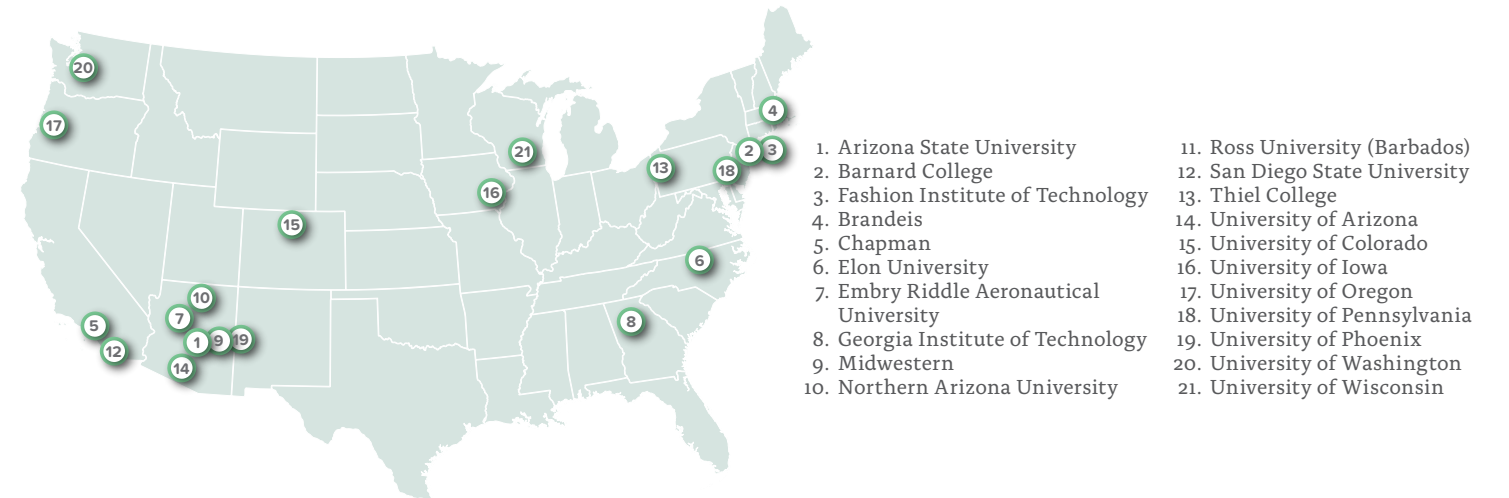 20
17
4
21
2
3
13
18
16
15
6
10
7
5
8
1
9
19
12
14
1. Arizona State University
2. Barnard College
3. Fashion Institute of Technology
4. Brandeis
5. Chapman
6. Elon University
7. Embry Riddle Aeronautical
University
8. Georgia Institute of Technology
9. Midwestern
10. Northern Arizona University
11. Ross University (Barbados)
12. San Diego State University
13. Thiel College
14. University of Arizona
15. University of Colorado
16. University of Iowa
17. University of Oregon
18. University of Pennsylvania
19. University of Phoenix
20. University of Washington
21. University of Wisconsin